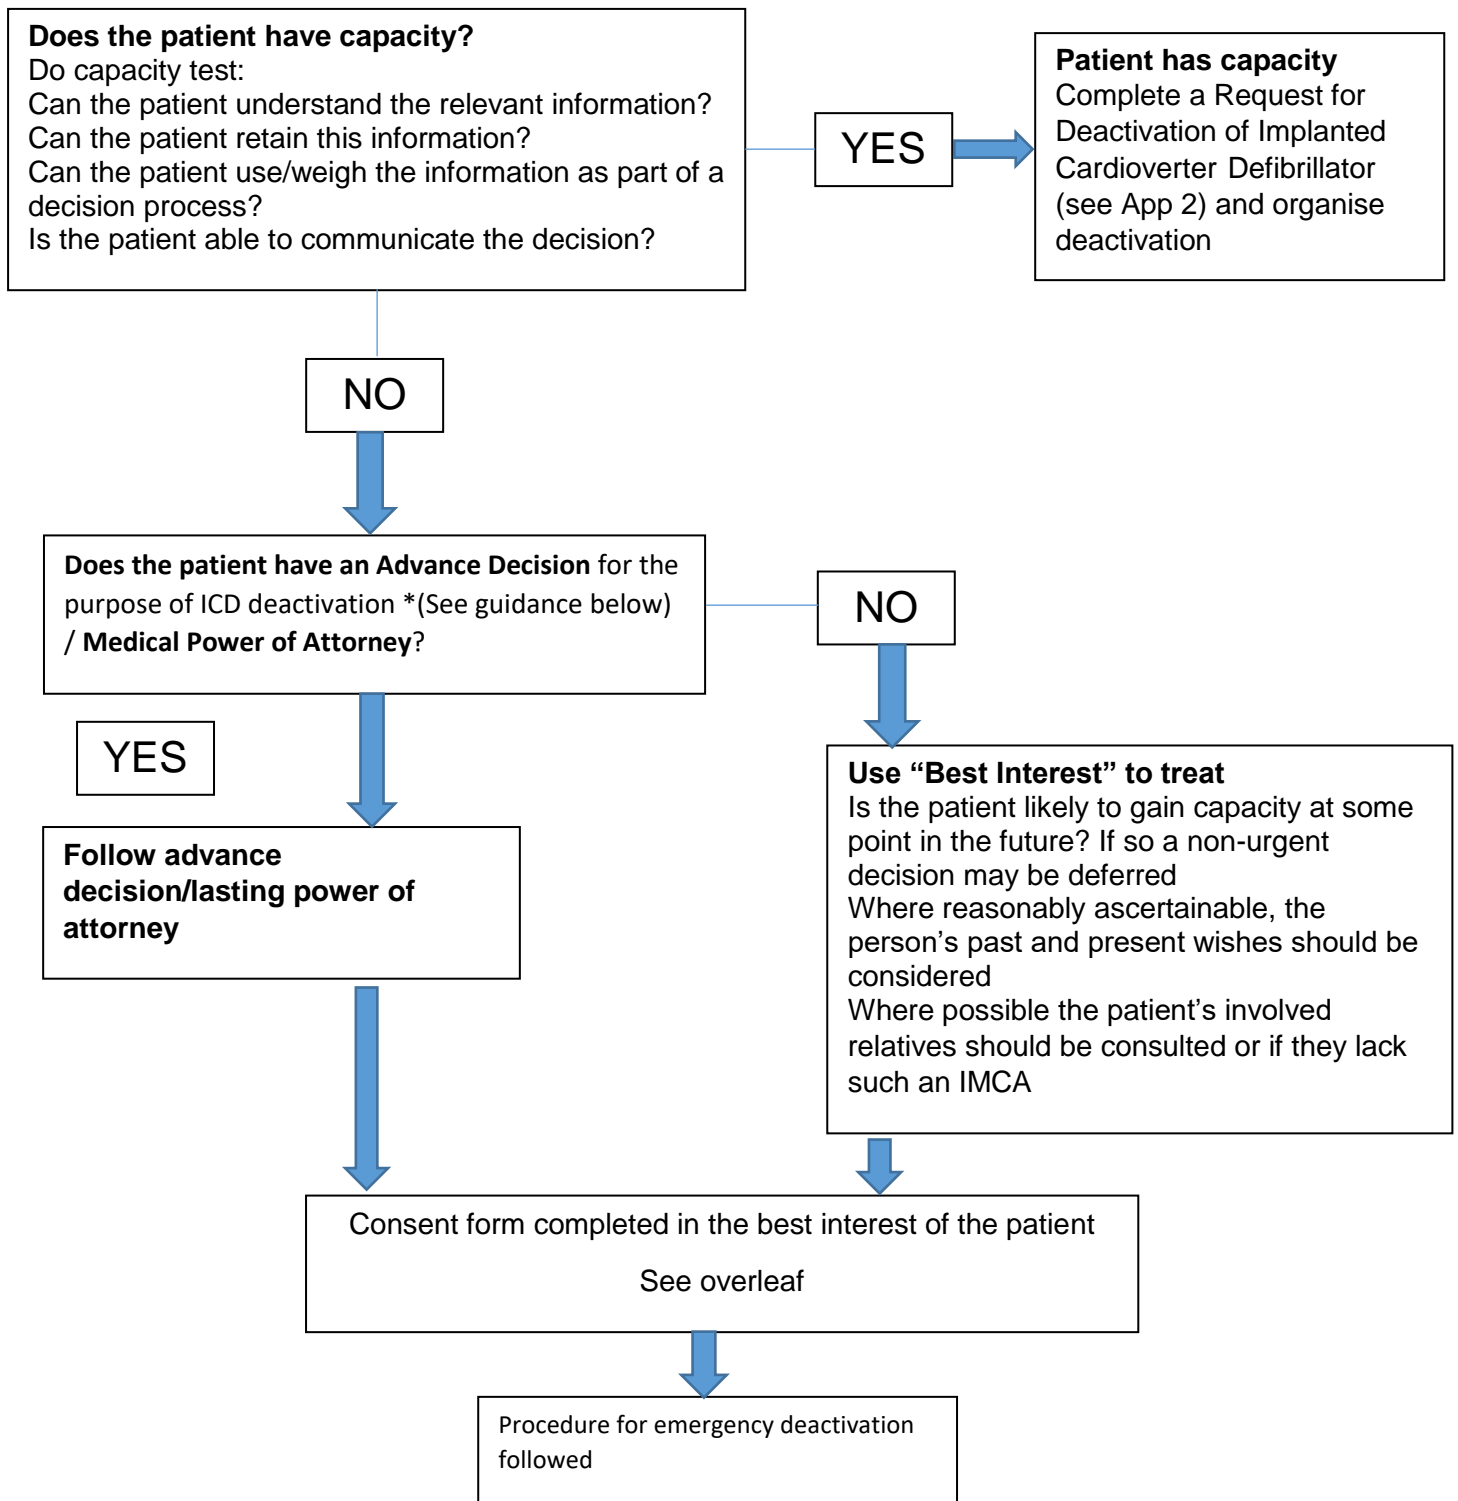 Does the patient have capacity?
Do capacity test:
Can the patient understand the relevant information?
Can the patient retain this information?
Can the patient use/weigh the information as part of a
decision process?
Is the patient able to communicate the decision?
YES
Patient has capacity
Complete a Request for
Deactivation of Implanted
Cardioverter Defibrillator
(see App 2) and organise
deactivation
NO
Does the patient have an Advance Decision for the
purpose of ICD deactivation *(See guidance below)
/ Medical Power of Attorney?
NO
YES
Follow advance
decision/lasting power of
attorney
Use “Best Interest” to treat
Is the patient likely to gain capacity at some
point in the future? If so a non-urgent
decision may be deferred
Where reasonably ascertainable, the
person’s past and present wishes should be
considered
Where possible the patient’s involved
relatives should be consulted or if they lack
such an IMCA
Consent form completed in the best interest of the patient
See overleaf
Procedure for emergency deactivation
followed